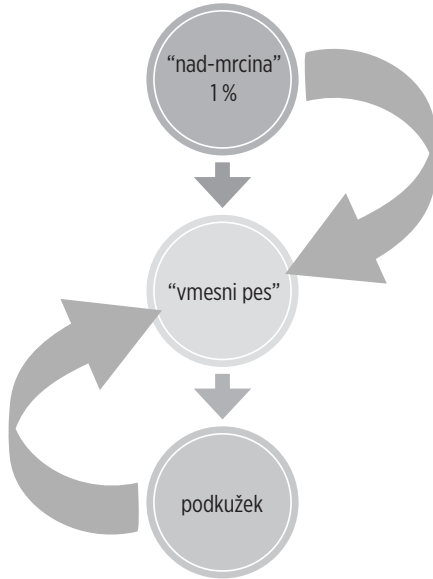 “nad-mrcina”
1 %
“vmesni pes”
podkužek